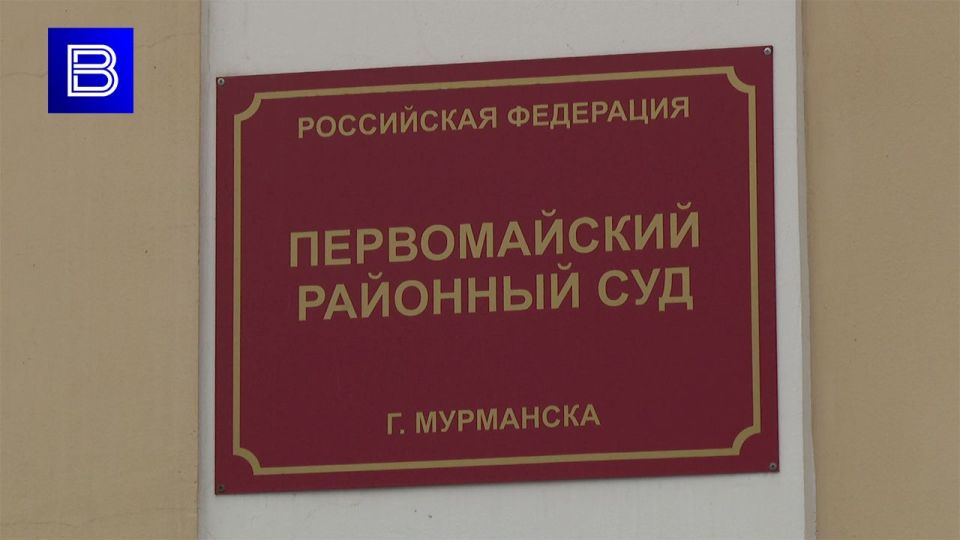 В
РОССИЙСКАЯ ФЕДЕРАЦИЯ
ПЕРВОМАЙСКИЙ
РАЙОННЫЙ СУД
Г. МУРМАНСКА